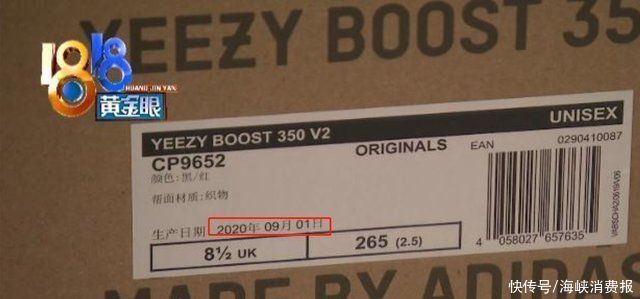 YEEZY BOOST 35
1818
HUANG JIN YAN
黄金眼
YEEZY BOOST 350 V2
UNISEX
CP9652
ORIGINALS
EAN
0290410087
颜色:黑/红
帮面材质:织物
生产日期 2020年 09月 01日
8½ UK
265 (2.5)
4 058027 657635
MADE BY ADIDAS
快传号/海峡消费报